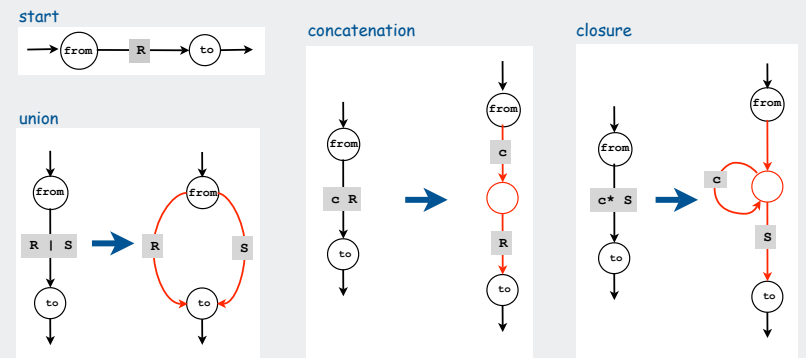 start
from R to
union
from
R | S
to
from
R S
to
concatenation
from
c R
to
from
c
R
to
closure
from
c* S
to
from
c
S
to